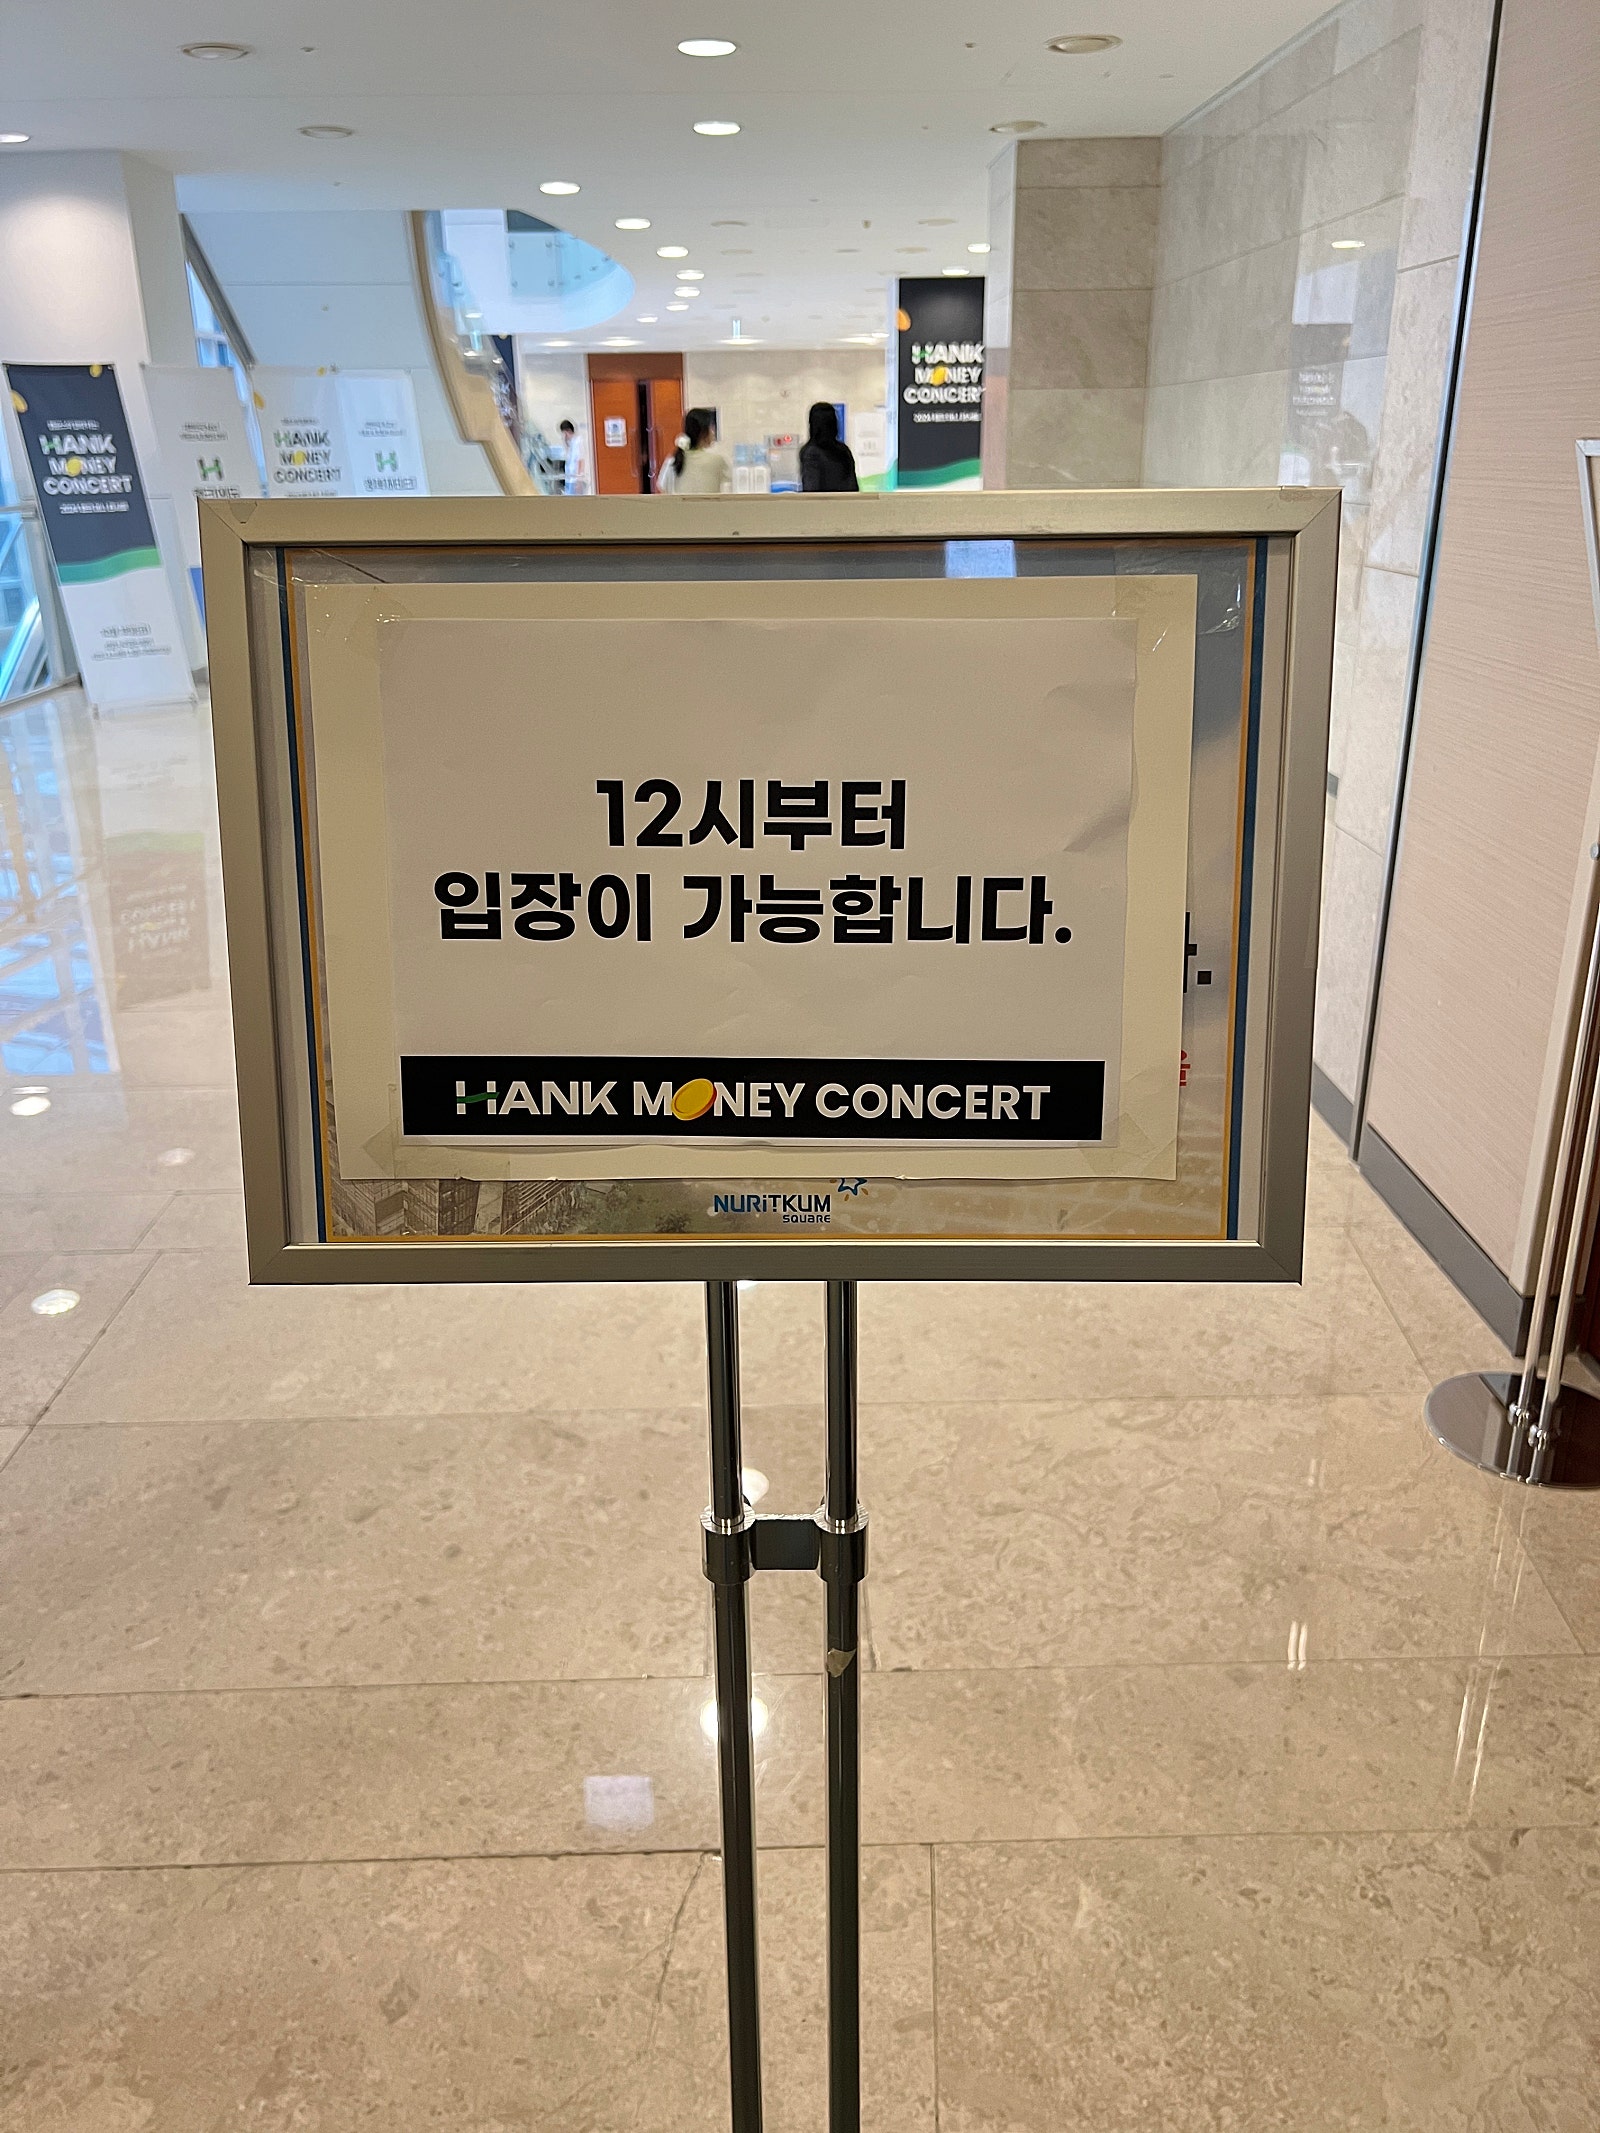 HANK
MONEY
CONCERT
HANK
MONEY
CONCERT
HANK
MONEY
CONCERT
12시부터
입장이 가능합니다.
HANK MONEY CONCERT
NURITKUM
SQUARE